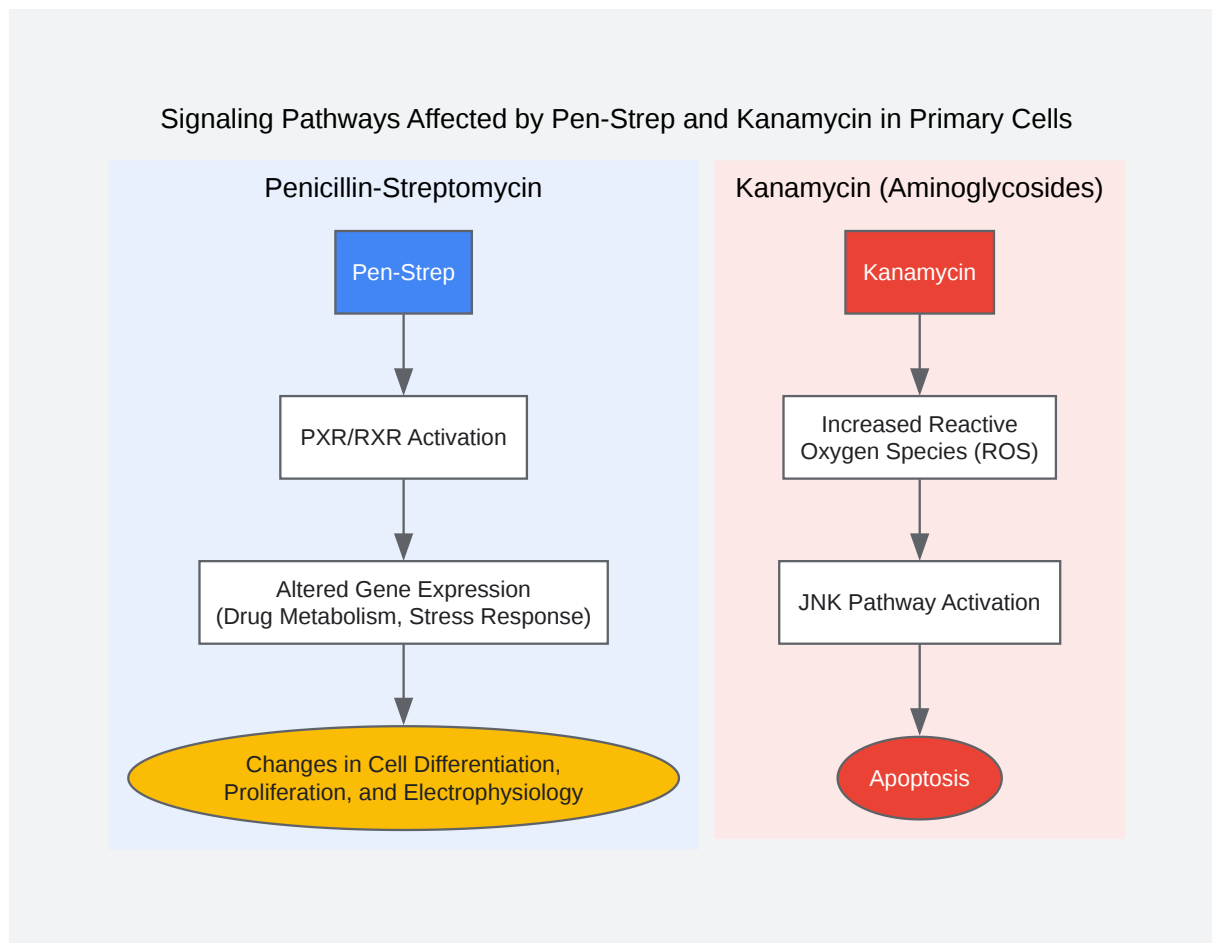 Signaling Pathways Affected by Pen-Strep and Kanamycin in Primary Cells
Penicillin-Streptomycin
Pen-Strep
PXR/RXR Activation
Altered Gene Expression
(Drug Metabolism, Stress Response)
Changes in Cell Differentiation,
Proliferation, and Electrophysiology
Kanamycin (Aminoglycosides)
Kanamycin
Increased Reactive
Oxygen Species (ROS)
JNK Pathway Activation
Apoptosis